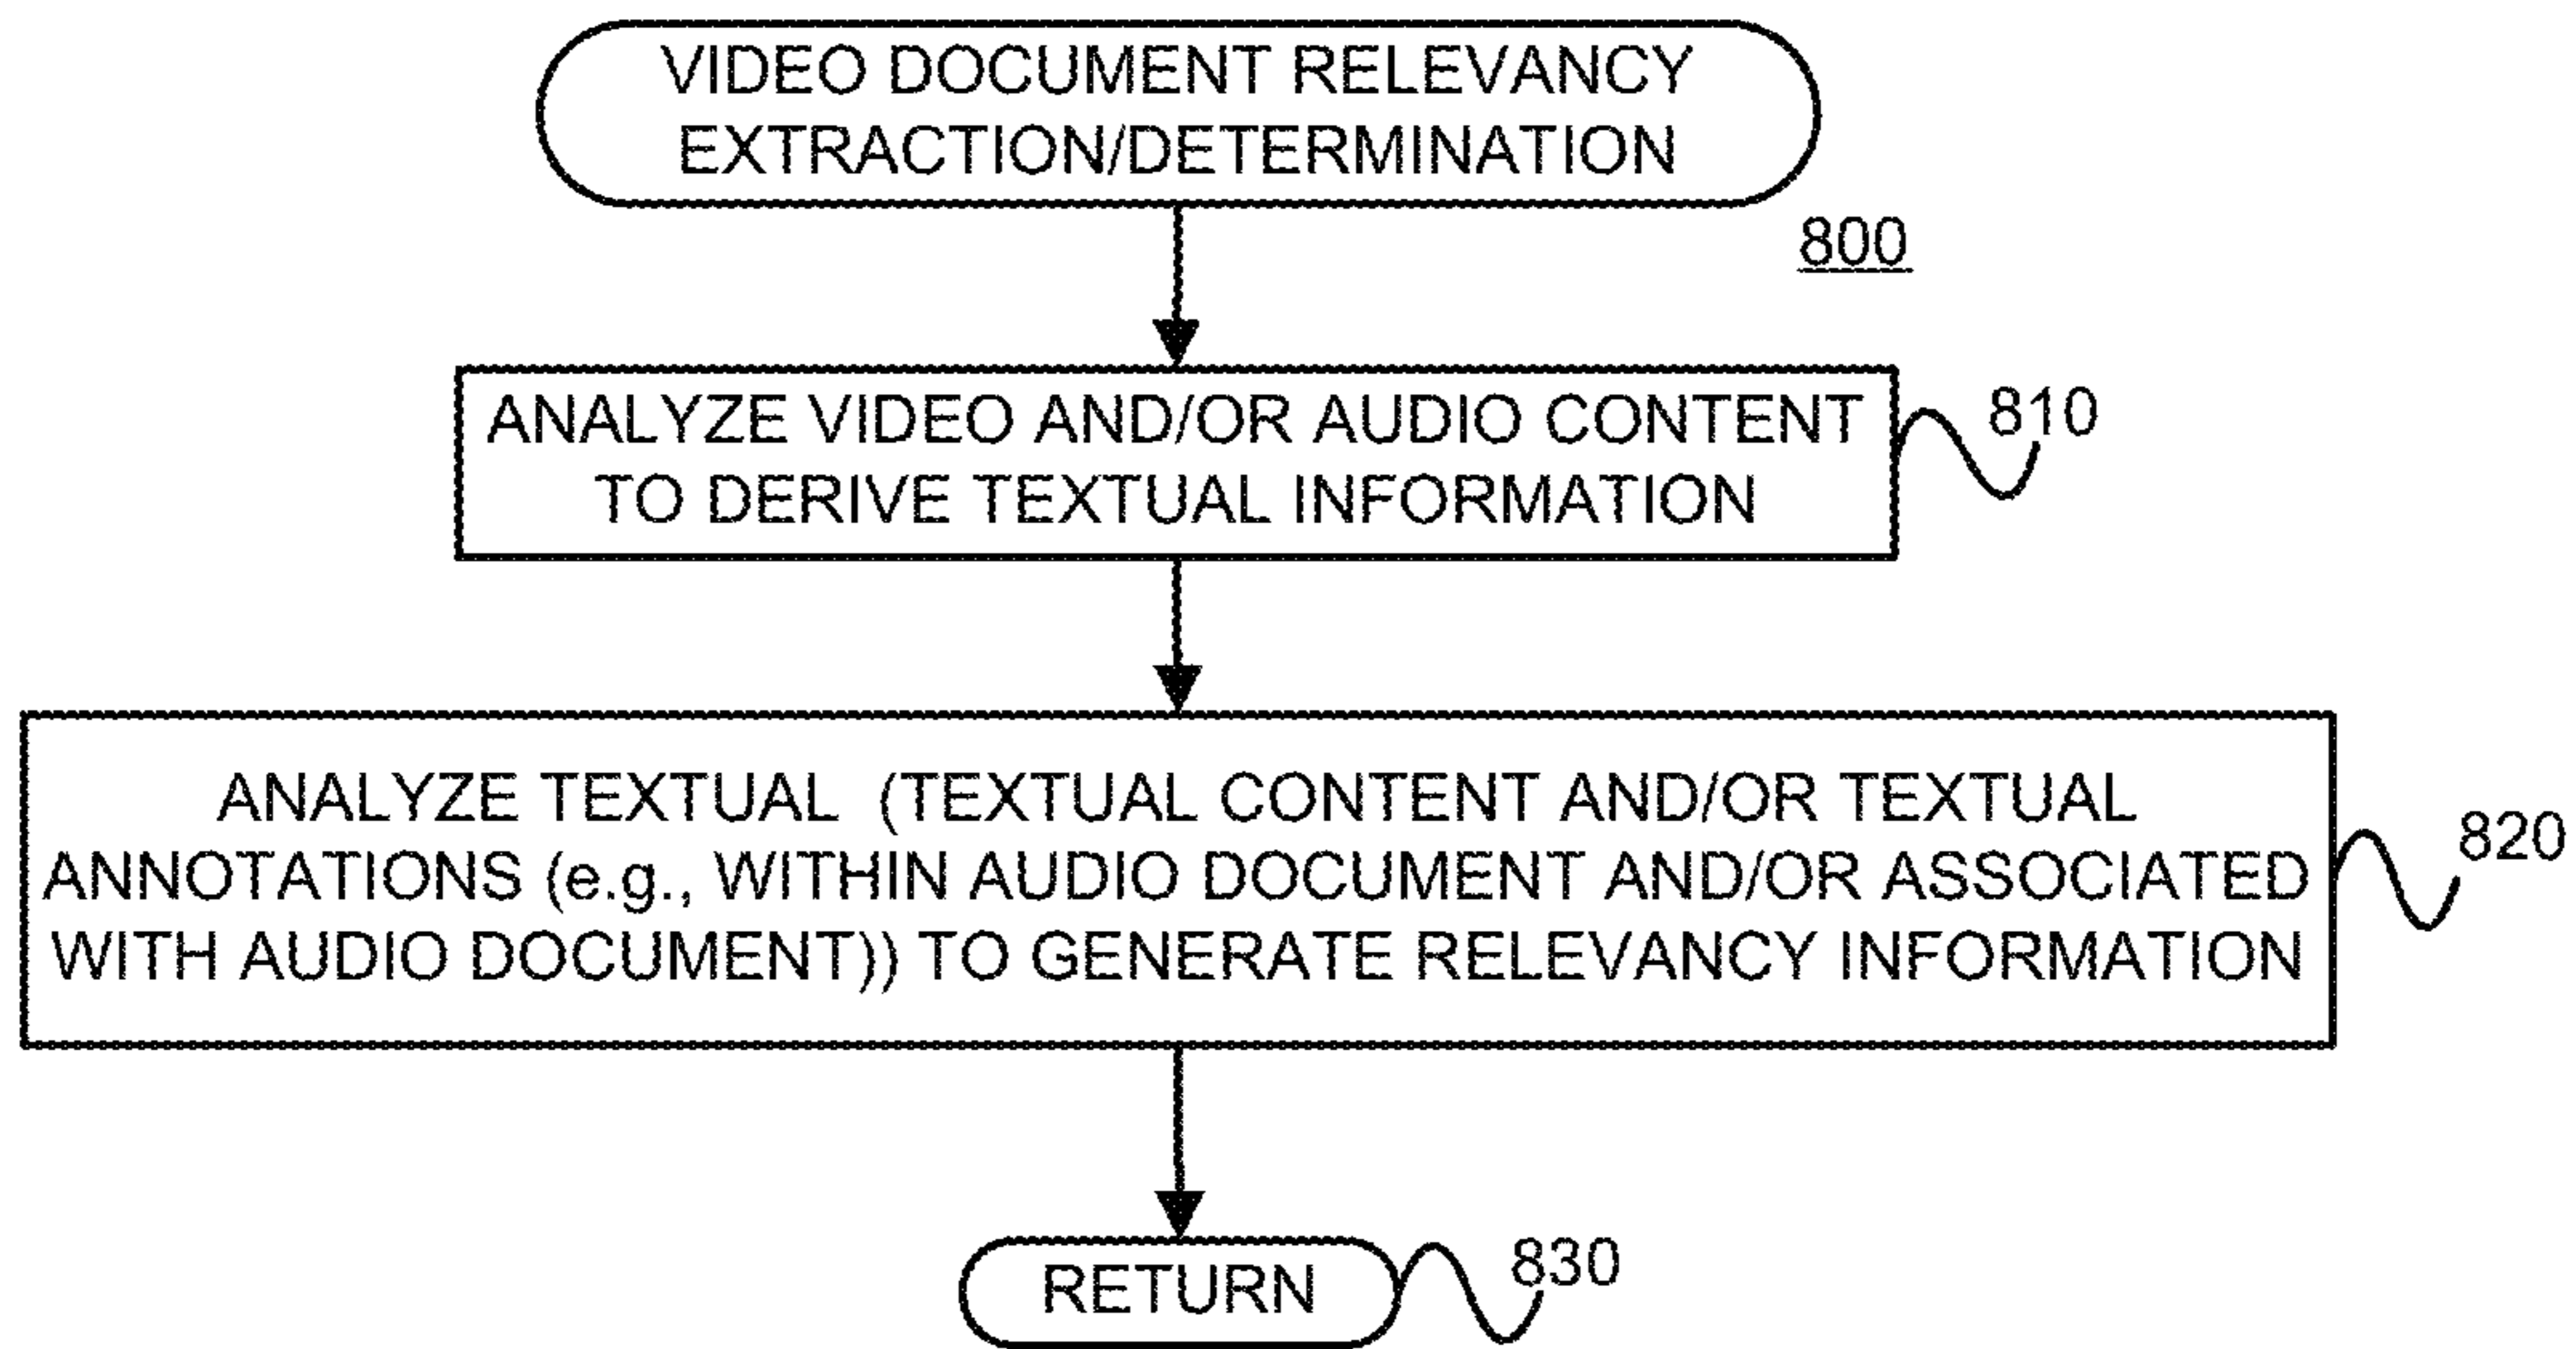 VIDEO DOCUMENT RELEVANCY
EXTRACTION/DETERMINATION
800
ANALYZE VIDEO AND/OR AUDIO CONTENT
TO DERIVE TEXTUAL INFORMATION
810
ANALYZE TEXTUAL (TEXTUAL CONTENT AND/OR TEXTUAL
ANNOTATIONS (e.g., WITHIN AUDIO DOCUMENT AND/OR ASSOCIATED
WITH AUDIO DOCUMENT)) TO GENERATE RELEVANCY INFORMATION
820
RETURN
830